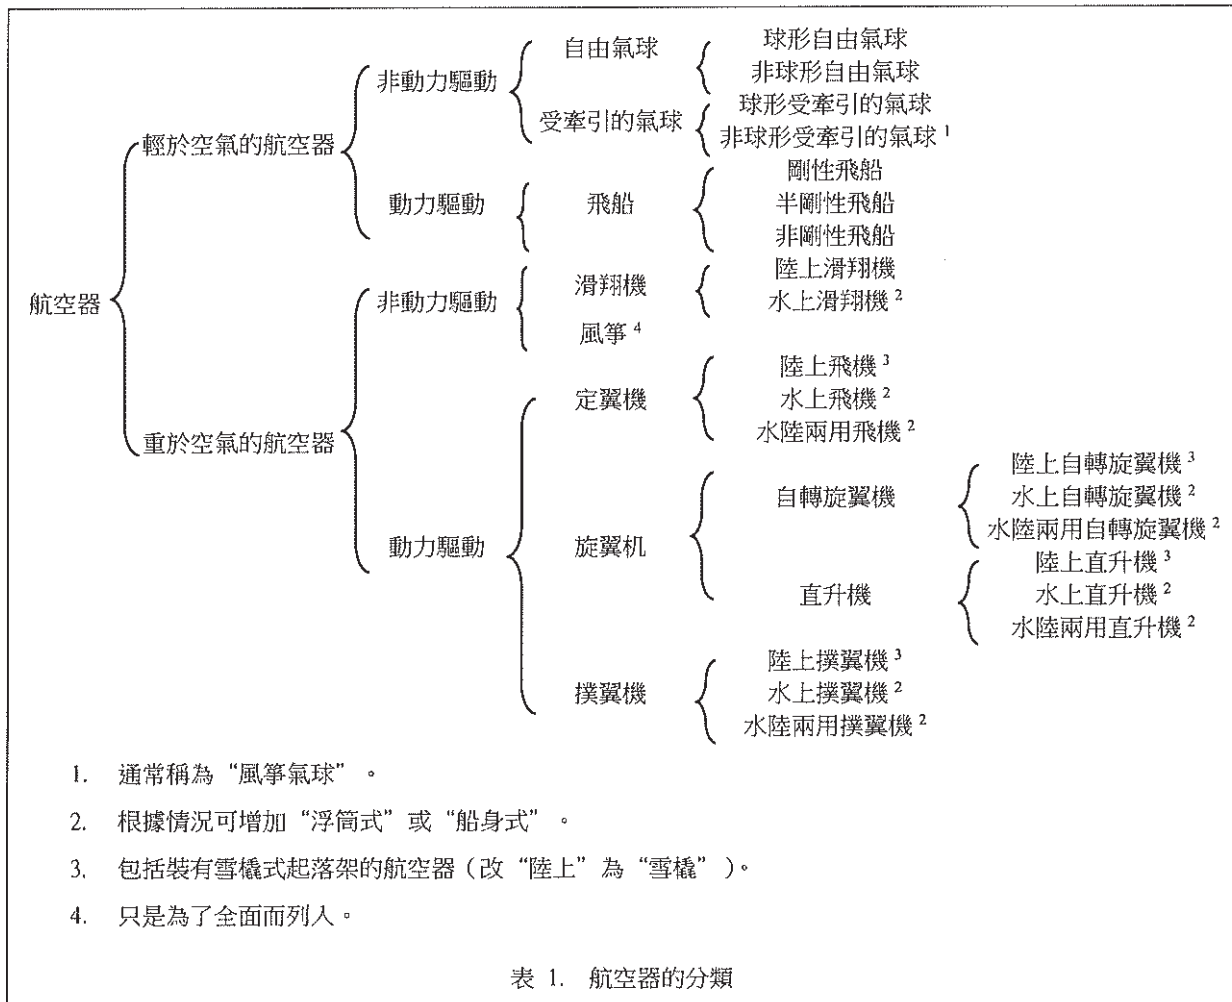 自由氣球
球形自由氣球
非球形自由氣球
非動力驅動
受牽引的氣球
球形受牽引的氣球
非球形受牽引的氣球 1
輕於空氣的航空器
動力驅動
飛船
剛性飛船
半剛性飛船
非剛性飛船
航空器
非動力驅動
滑翔機
陸上滑翔機
水上滑翔機 2
風箏 4
重於空氣的航空器
定翼機
陸上飛機 3
水上飛機 2
水陸兩用飛機 2
動力驅動
旋翼机
自轉旋翼機
陸上自轉旋翼機 3
水上自轉旋翼機 2
水陸兩用自轉旋翼機 2
直升機
陸上直升機 3
水上直升機 2
水陸兩用直升機 2
撲翼機
陸上撲翼機 3
水上撲翼機 2
水陸兩用撲翼機 2
1. 通常稱為“風箏氣球”。
2. 根據情況可增加“浮筒式”或“船身式”。
3. 包括裝有雪橇式起落架的航空器(改“陸上”為“雪橇”)。
4. 只是為了全面而列入。
表 1. 航空器的分類